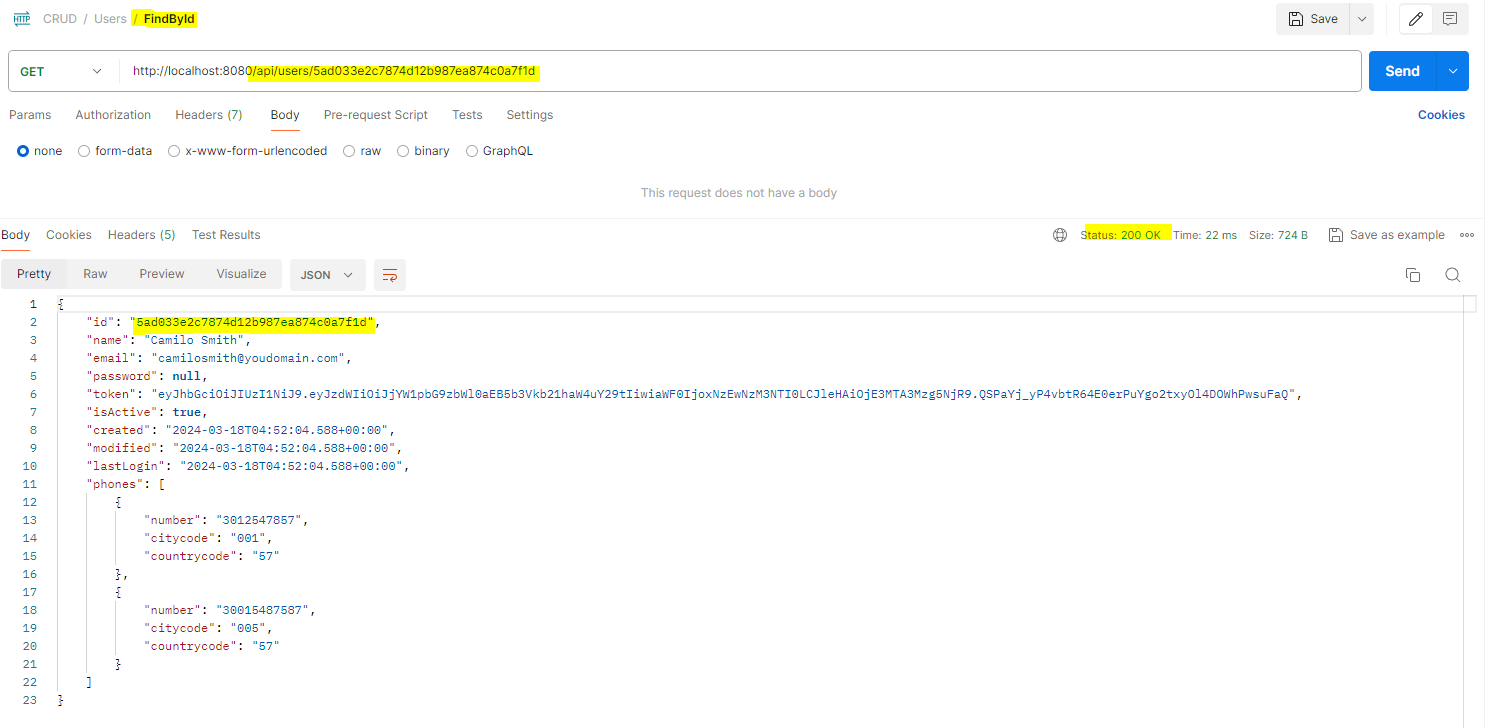 HTTP CRUD / Users / FindById Save
GET http://localhost:8080/api/users/5ad033e2c7874d12b987ea874c0a7f1d Send
Params Authorization Headers (7) Body Pre-request Script Tests Settings Cookies
none form-data x-www-form-urlencoded raw binary GraphQL
This request does not have a body
Body Cookies Headers (5) Test Results Status: 200 OK Time: 22 ms Size: 724 B Save as example
Pretty Raw Preview Visualize JSON
1 {
2 "id": "5ad033e2c7874d12b987ea874c0a7f1d",
3 "name": "Camilo Smith",
4 "email": "camilosmith@youdomain.com",
5 "password": null,
6 "token": "eyJhbGciOiJIUzI1NiJ9.eyJzdWIiOiJjYW1pbG9zbWl0aEB5b3Vkb21haW4uY29tIiwiaWF0IjoxNzEwNzM3NTI0LCJleHAiOjE3MTA3Mzg5NjR9.QSPaYj_yP4vbtR64E0erPuYgo2txyOl4DOWhPwsuFaQ",
7 "isActive": true,
8 "created": "2024-03-18T04:52:04.588+00:00",
9 "modified": "2024-03-18T04:52:04.588+00:00",
10 "lastLogin": "2024-03-18T04:52:04.588+00:00",
11 "phones": [
12 {
13 "number": "3012547857",
14 "citycode": "001",
15 "countrycode": "57"
16 },
17 {
18 "number": "30015487587",
19 "citycode": "005",
20 "countrycode": "57"
21 }
22 ]
23 }